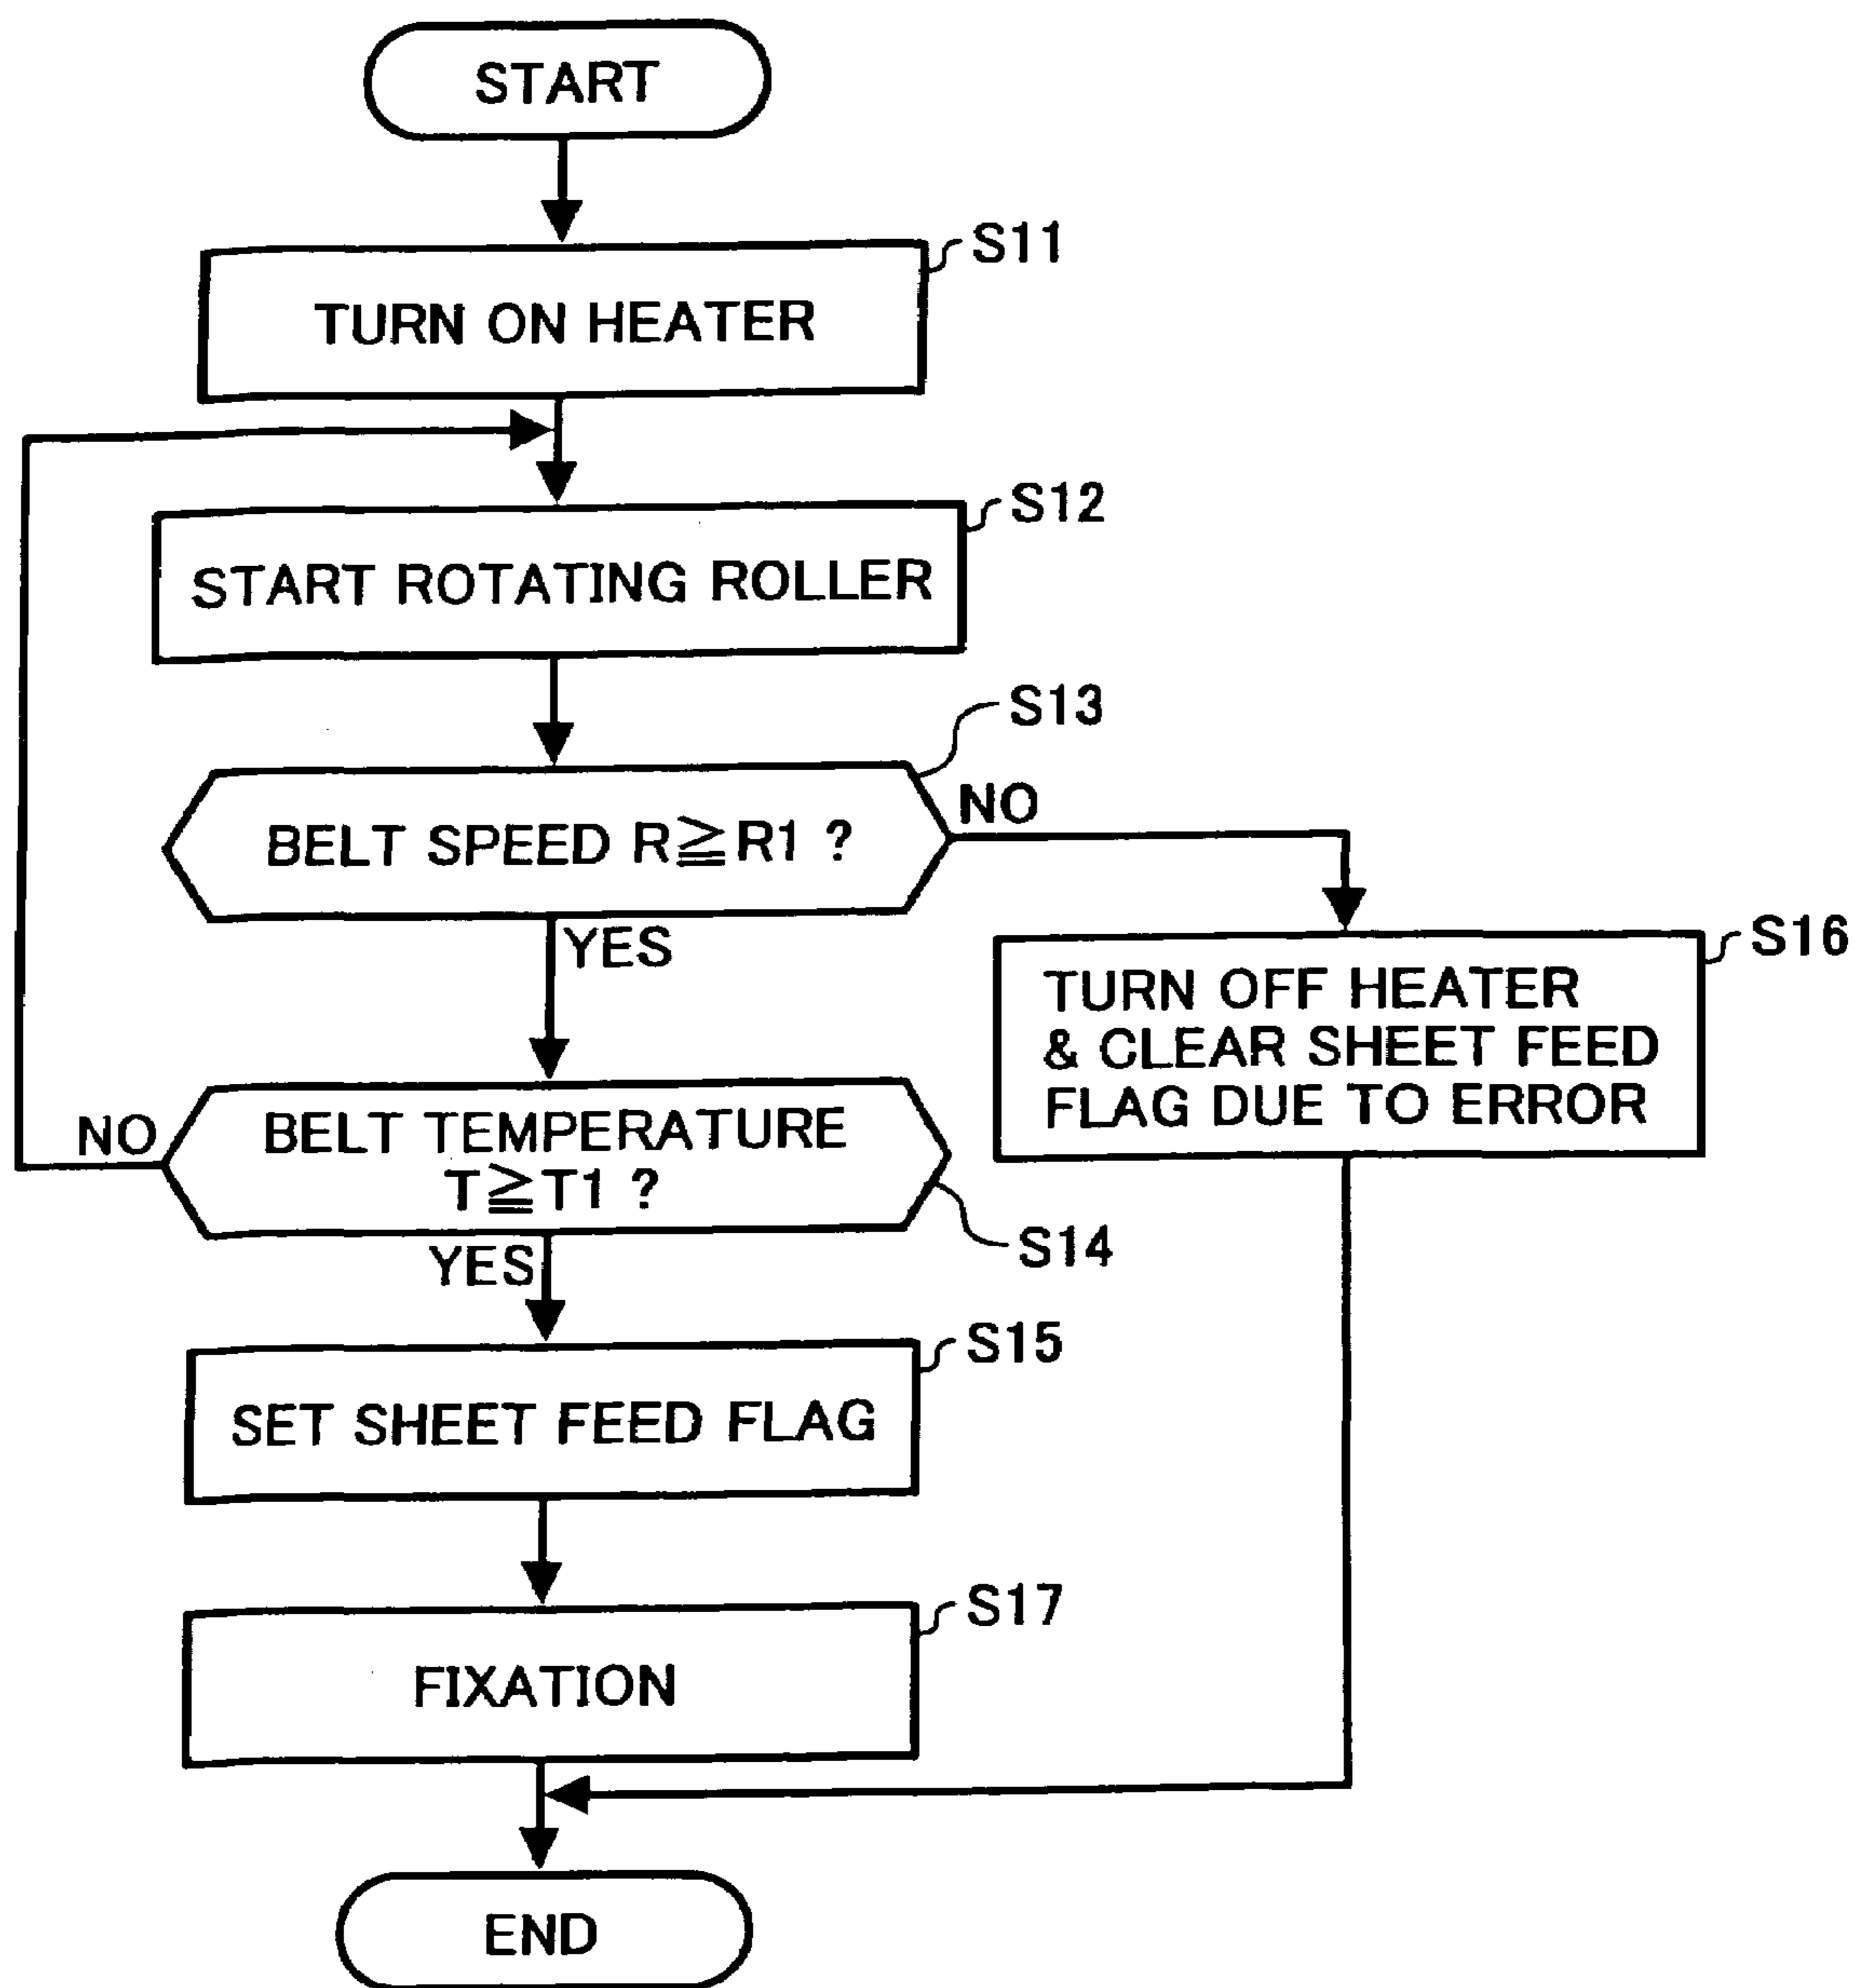 START
S11
TURN ON HEATER
S12
START ROTATING ROLLER
S13
NO
BELT SPEED R≧R1 ?
YES
S16
TURN OFF HEATER
& CLEAR SHEET FEED
FLAG DUE TO ERROR
NO
BELT TEMPERATURE
T≧T1 ?
S14
YES
S15
SET SHEET FEED FLAG
S17
FIXATION
END